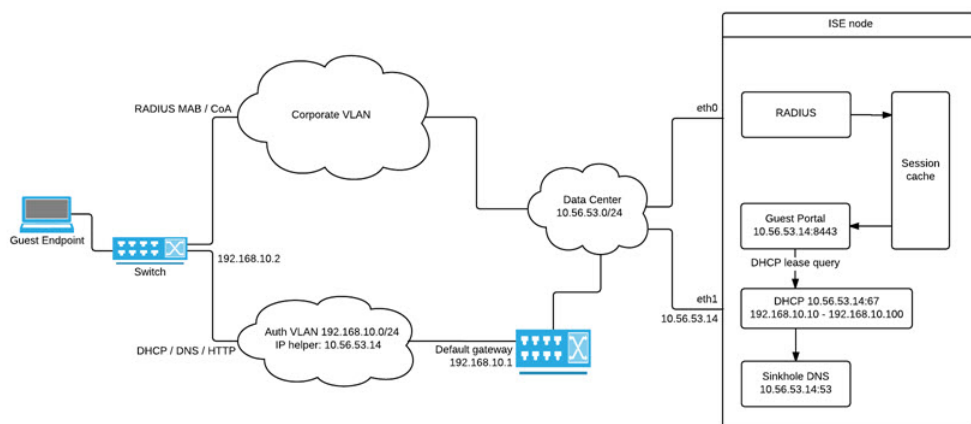 ISE node
RADIUS MAB / CoA
Corporate VLAN
eth0
RADIUS
Session
cache
Data Center
10.56.53.0/24
Guest Portal
10.56.53.14:8443
Guest Endpoint
192.168.10.2
Switch
DHCP lease query
eth1
10.56.53.14
DHCP 10.56.53.14:67
192.168.10.10 - 192.168.10.100
Auth VLAN 192.168.10.0/24
IP helper: 10.56.53.14
DHCP / DNS / HTTP
Default gateway
192.168.10.1
Sinkhole DNS
10.56.53.14:53